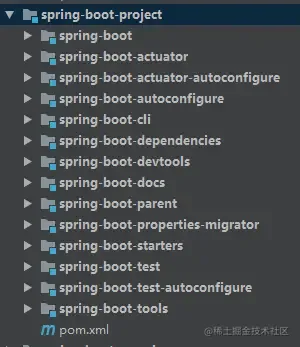 spring-boot-project
spring-boot
spring-boot-actuator
spring-boot-actuator-autoconfigure
spring-boot-autoconfigure
spring-boot-cli
spring-boot-dependencies
spring-boot-devtools
spring-boot-docs
spring-boot-parent
spring-boot-properties-migrator
spring-boot-starters
spring-boot-test
spring-boot-test-autoconfigure
spring-boot-tools
pom.xml
@稀土掘金技术社区